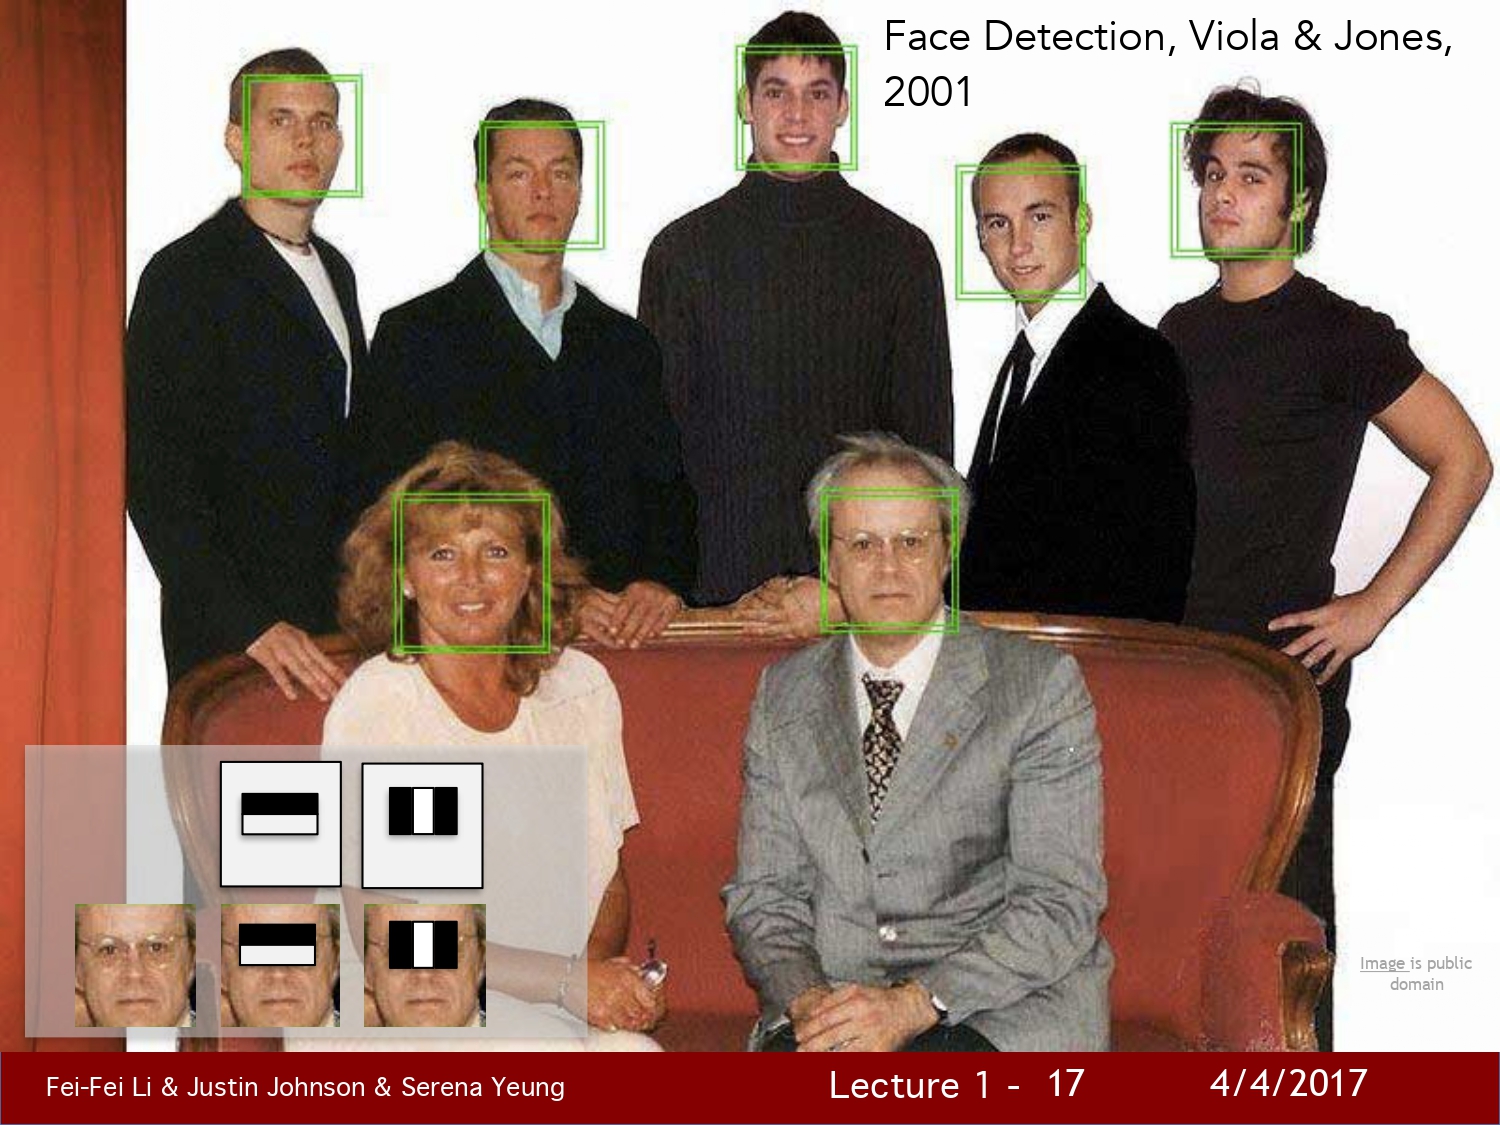 Face Detection, Viola & Jones,
2001
Image is public
domain
Fei-Fei Li & Justin Johnson & Serena Yeung
Lecture 1 - 17
4/4/2017